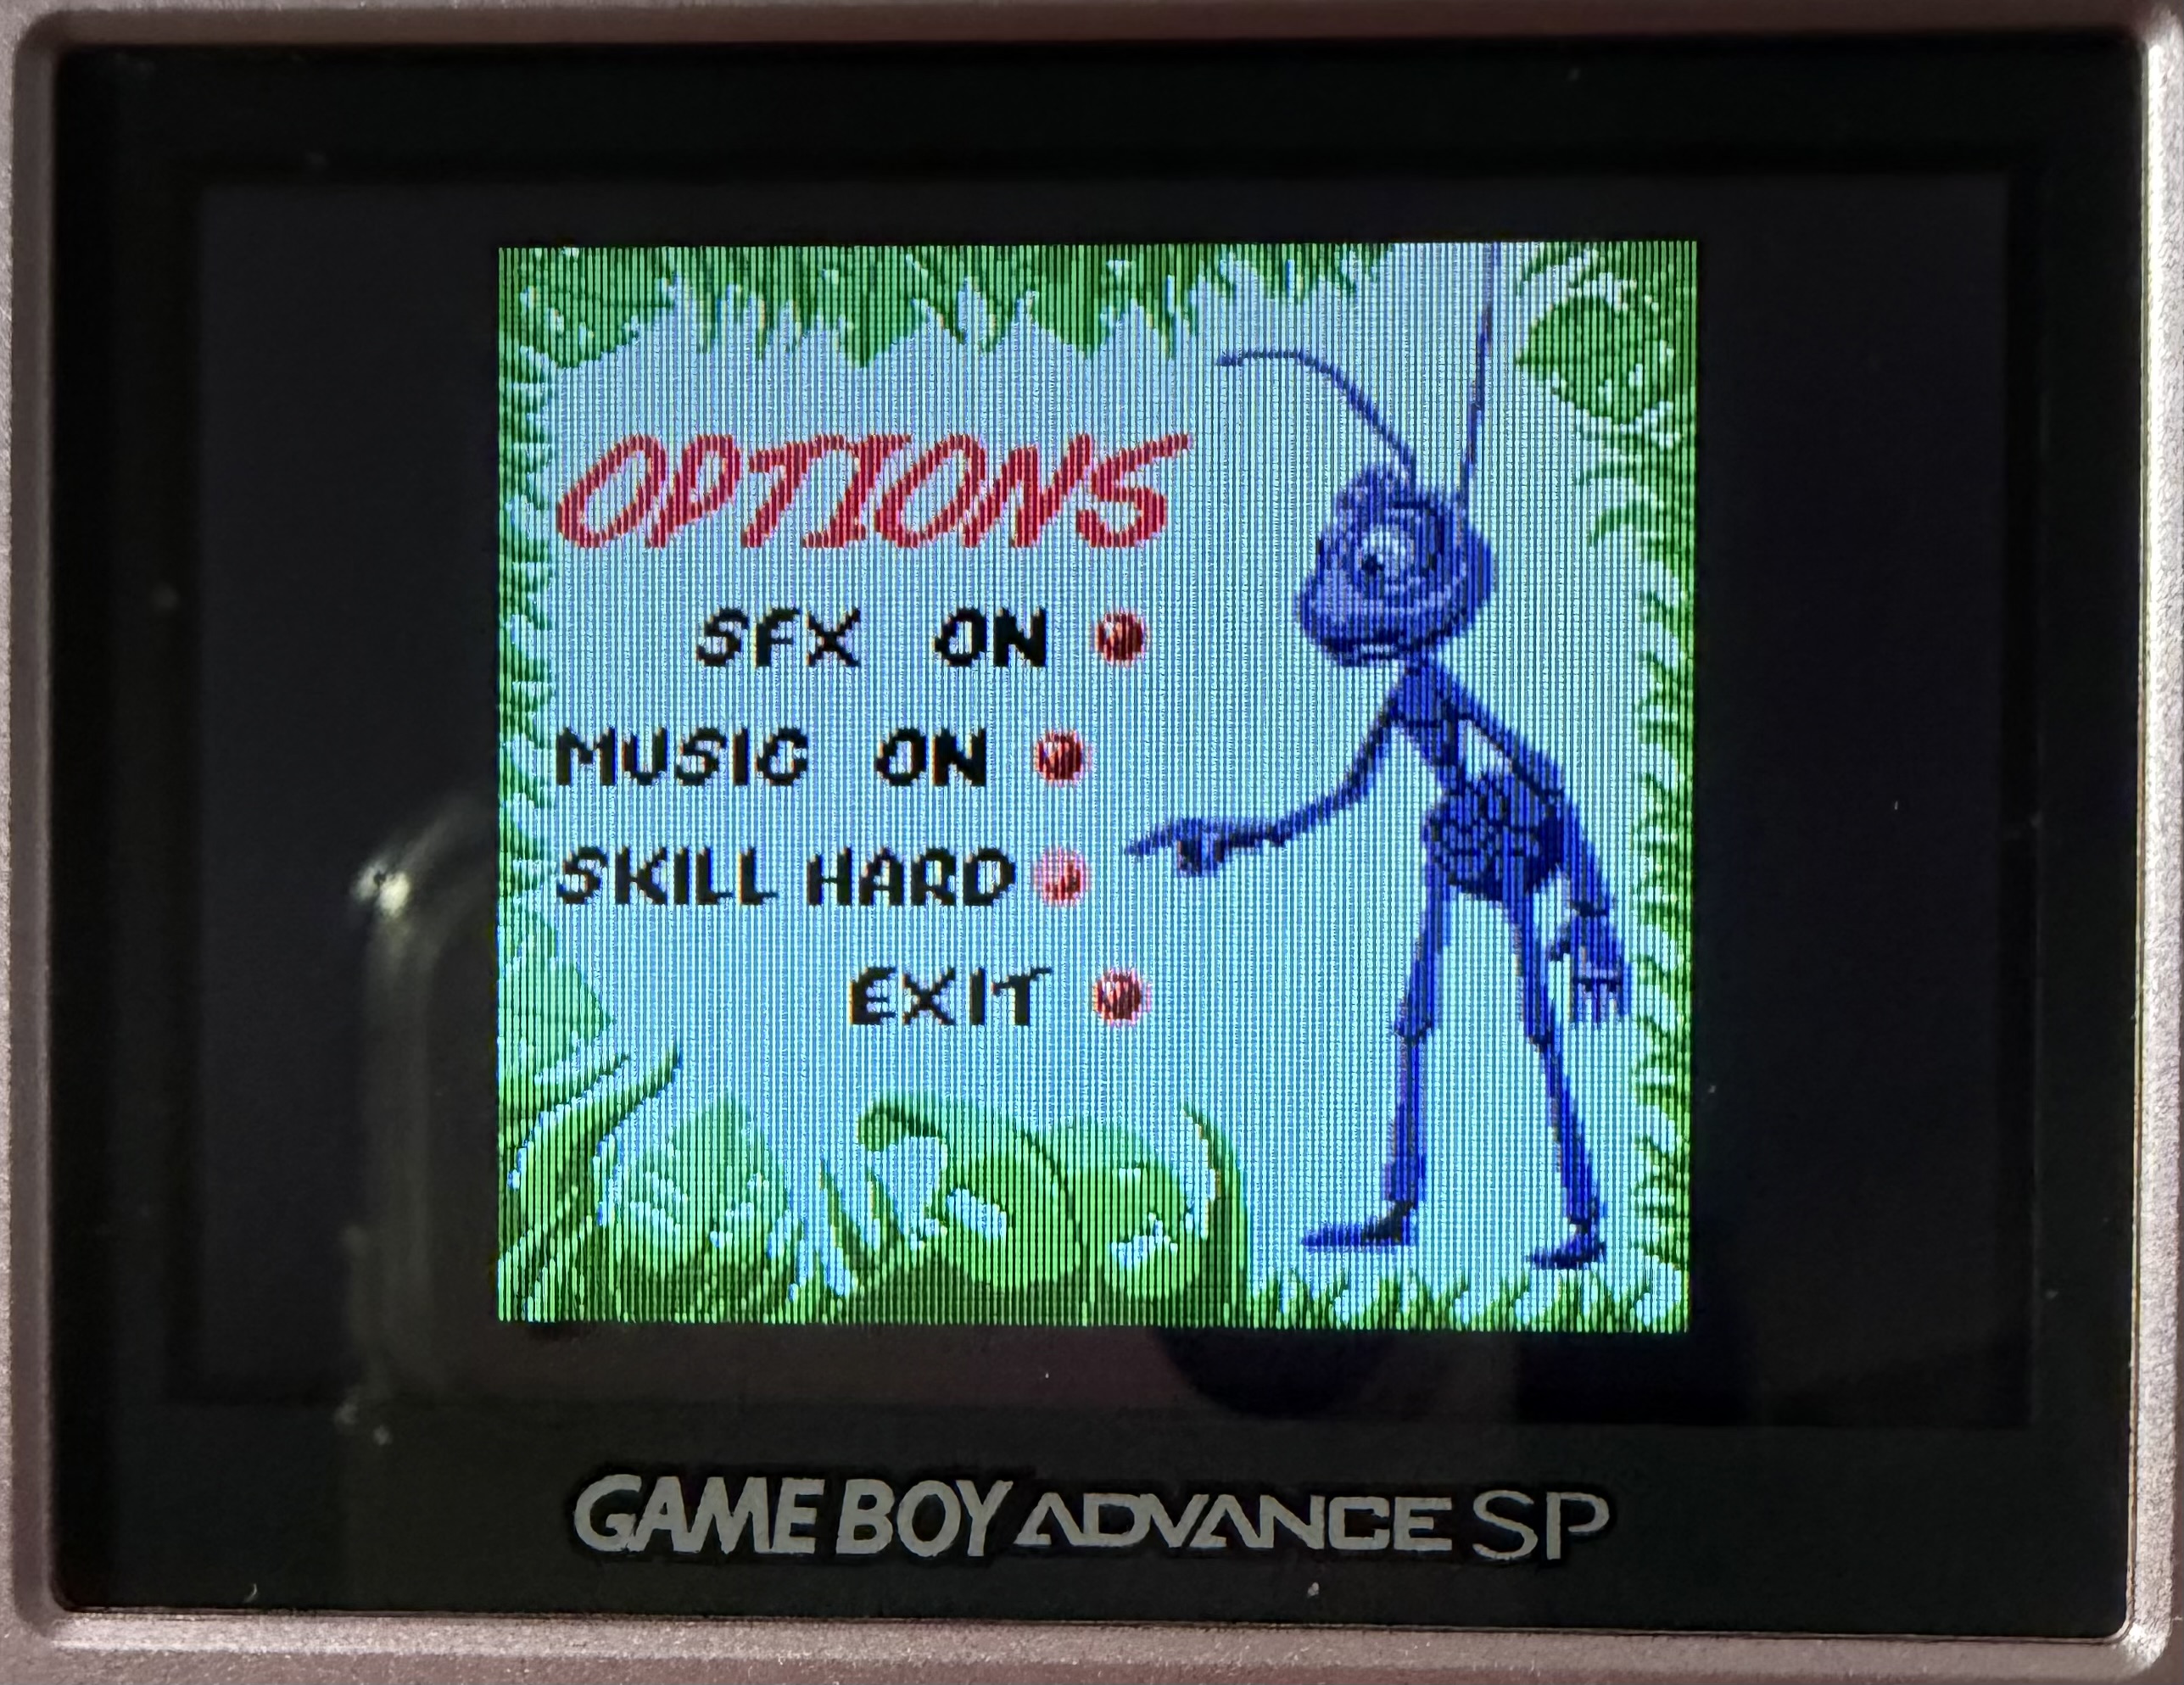 OPTIONS
SFX ON
MUSIC ON
SKILL HARD
EXIT
GAME BOY ADVANCE SP